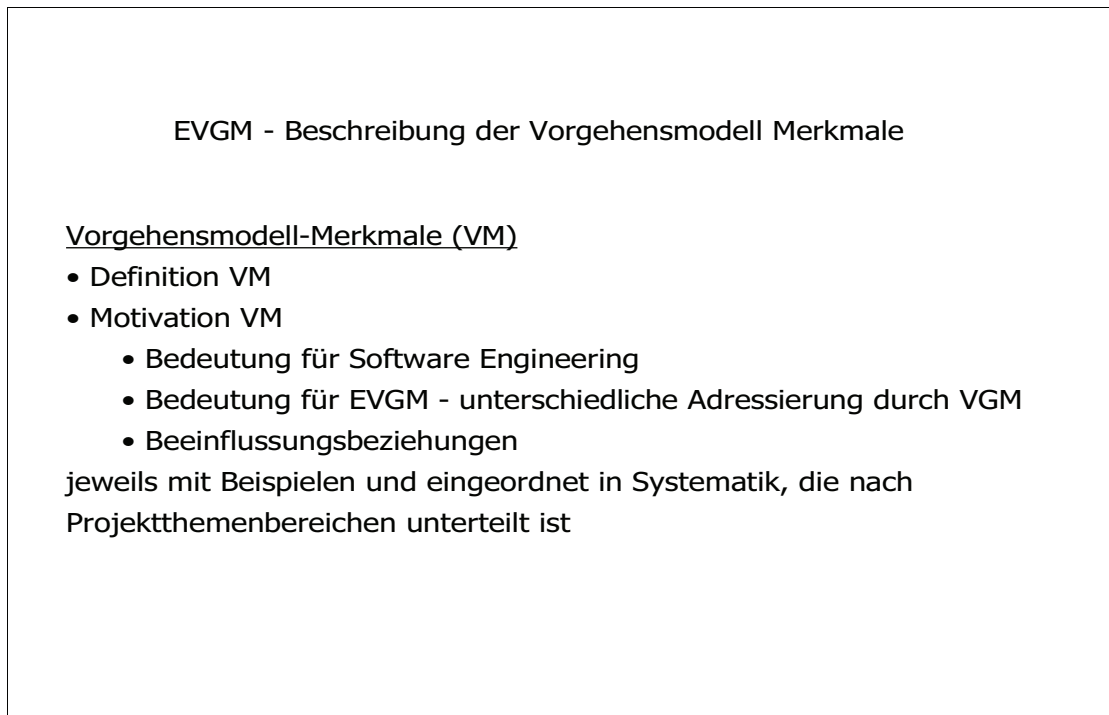 EVGM - Beschreibung der Vorgehensmodell Merkmale
Vorgehensmodell-Merkmale (VM)
• Definition VM
• Motivation VM
• Bedeutung für Software Engineering
• Bedeutung für EVGM - unterschiedliche Adressierung durch VGM
• Beeinflussungsbeziehungen
jeweils mit Beispielen und eingeordnet in Systematik, die nach
Projektthemenbereichen unterteilt ist